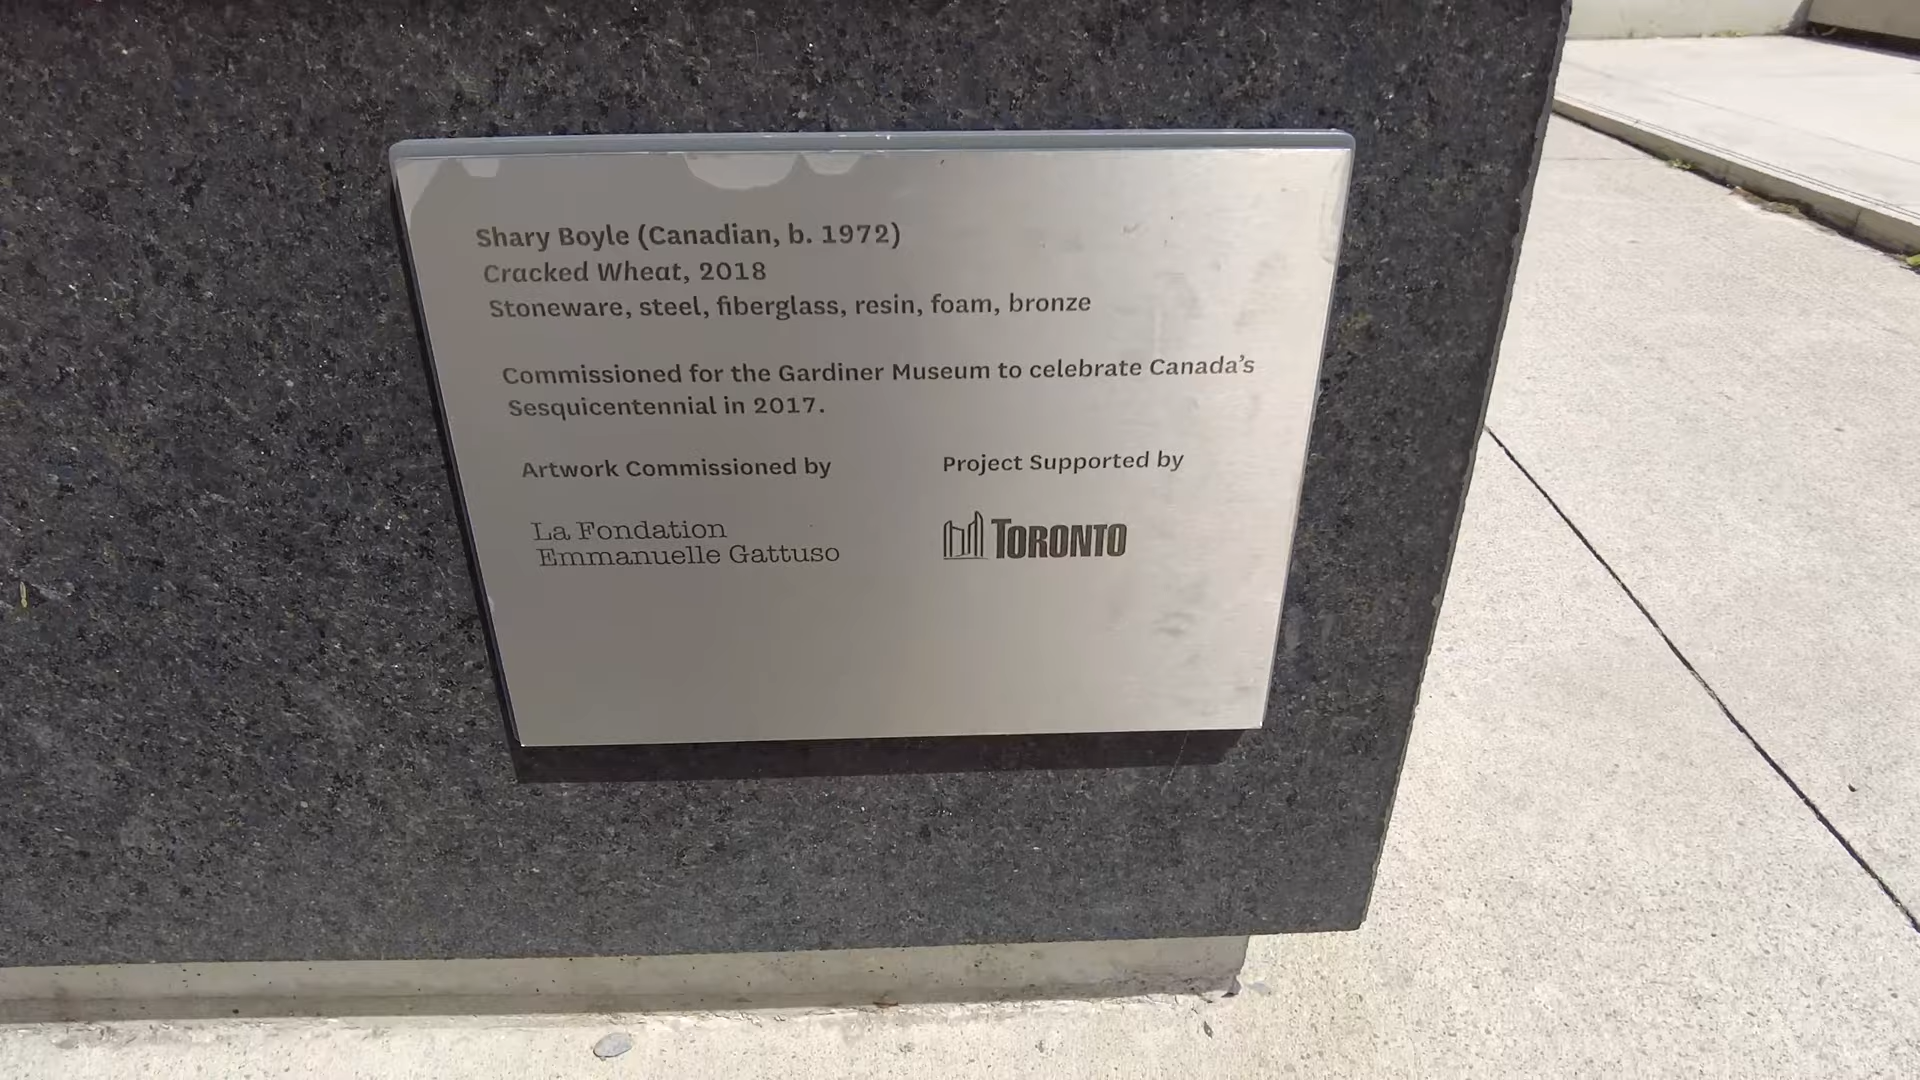 Shary Boyle (Canadian, b. 1972)
Cracked Wheat, 2018
Stoneware, steel, fiberglass, resin, foam, bronze
Commissioned for the Gardiner Museum to celebrate Canada’s
Sesquicentennial in 2017.
Artwork Commissioned by
La Fondation
Emmanuelle Gattuso
Project Supported by
TORONTO